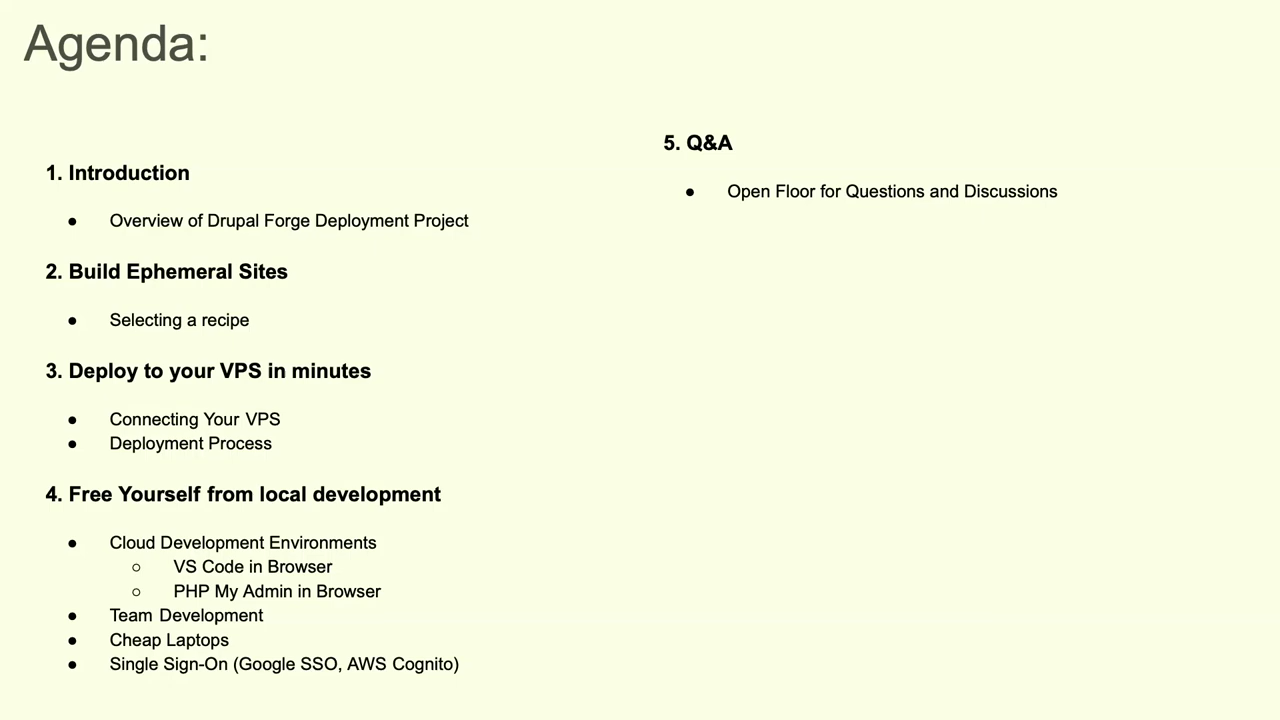 Agenda:
1. Introduction
● Overview of Drupal Forge Deployment Project
2. Build Ephemeral Sites
● Selecting a recipe
3. Deploy to your VPS in minutes
● Connecting Your VPS
● Deployment Process
4. Free Yourself from local development
● Cloud Development Environments
○ VS Code in Browser
○ PHP My Admin in Browser
● Team Development
● Cheap Laptops
● Single Sign-On (Google SSO, AWS Cognito)
5. Q&A
● Open Floor for Questions and Discussions